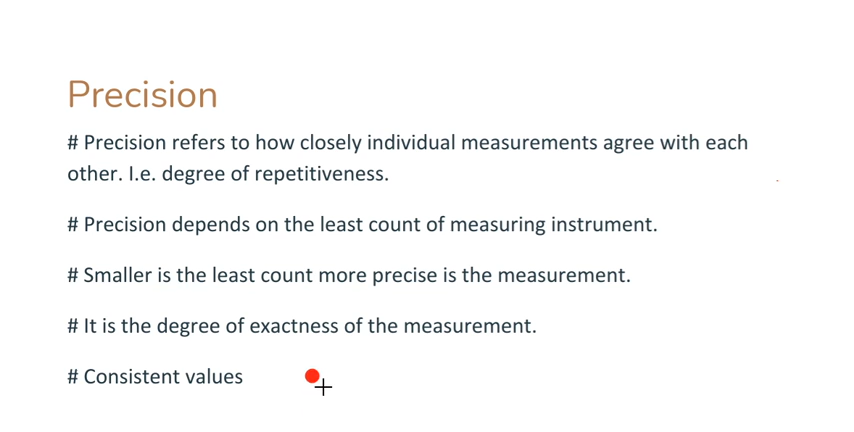 Precision
# Precision refers to how closely individual measurements agree with each
other. I.e. degree of repetitiveness.
# Precision depends on the least count of measuring instrument.
# Smaller is the least count more precise is the measurement.
# It is the degree of exactness of the measurement.
# Consistent values